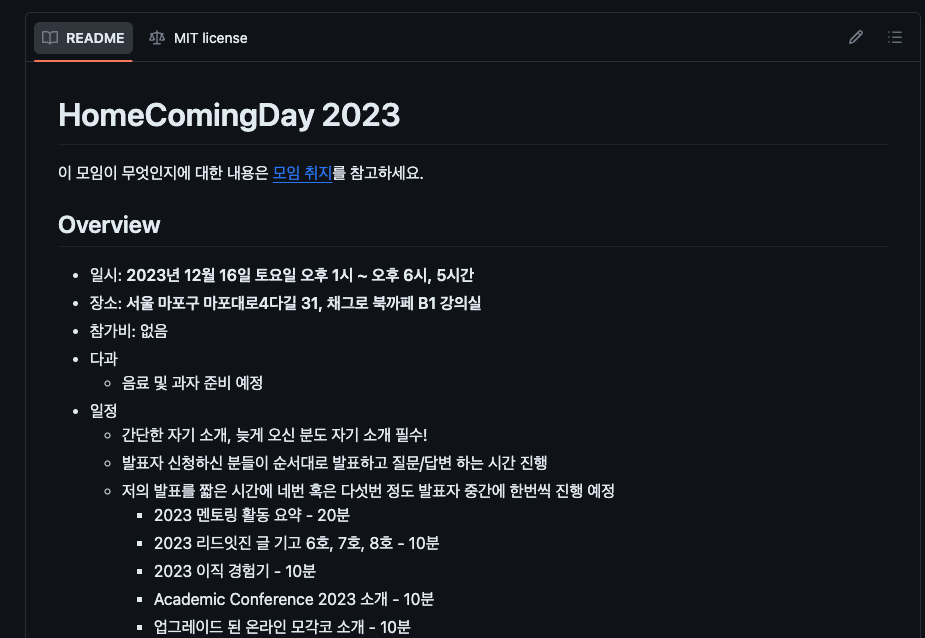 README MIT license
HomeComingDay 2023
이 모임이 무엇인지에 대한 내용은 모임 취지를 참고하세요.
Overview
일시: 2023년 12월 16일 토요일 오후 1시 ~ 오후 6시, 5시간
장소: 서울 마포구 마포대로4다길 31, 채그로 북까페 B1 강의실
참가비: 없음
다과
음료 및 과자 준비 예정
일정
간단한 자기 소개, 늦게 오신 분도 자기 소개 필수!
발표자 신청하신 분들이 순서대로 발표하고 질문/답변 하는 시간 진행
저의 발표를 짧은 시간에 네번 혹은 다섯번 정도 발표자 중간에 한번씩 진행 예정
2023 멘토링 활동 요약 - 20분
2023 리드잇진 글 기고 6호, 7호, 8호 - 10분
2023 이직 경험기 - 10분
Academic Conference 2023 소개 - 10분
업그레이드 된 온라인 모각코 소개 - 10분